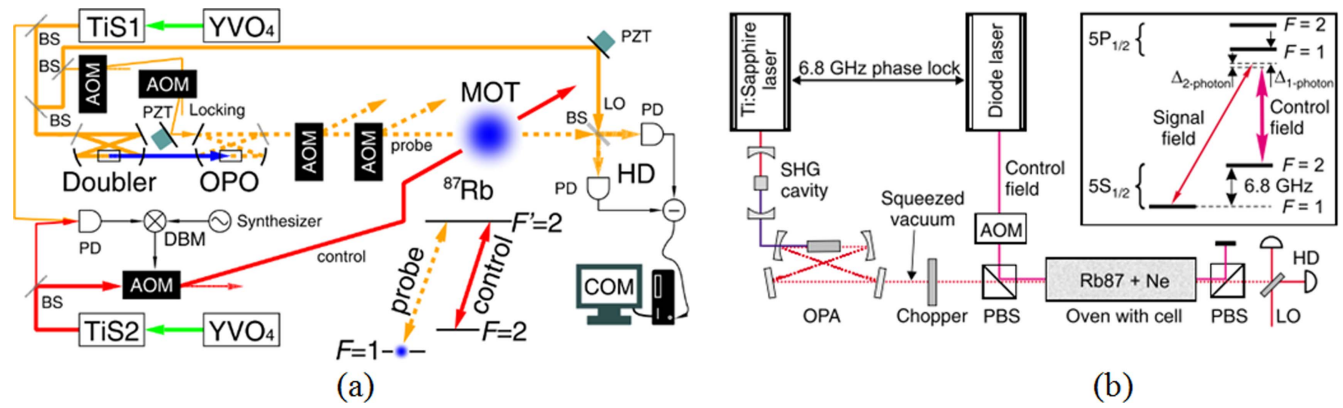 TiS1
YVO4
BS
BS
AOM
AOM
PZT
Locking
BS
PZT
MOT
LO
BS
PD
probe
AOM
AOM
Doubler
OPO
87Rb
HD
PD
PD
DBM
Synthesizer
F'=2
control
AOM
BS
probe
control
COM
TiS2
YVO4
F=2
F=1
(a)
Ti:Sapphire
laser
6.8 GHz phase lock
Diode laser
SHG
cavity
Control
field
Squeezed
vacuum
AOM
OPA
Chopper
PBS
Rb87 + Ne
Oven with cell
PBS
LO
HD
5P1/2
F = 2
F = 1
Δ2-photon
Δ1-photon
Signal
field
Control
field
5S1/2
F = 2
6.8
GHz
F = 1
(b)